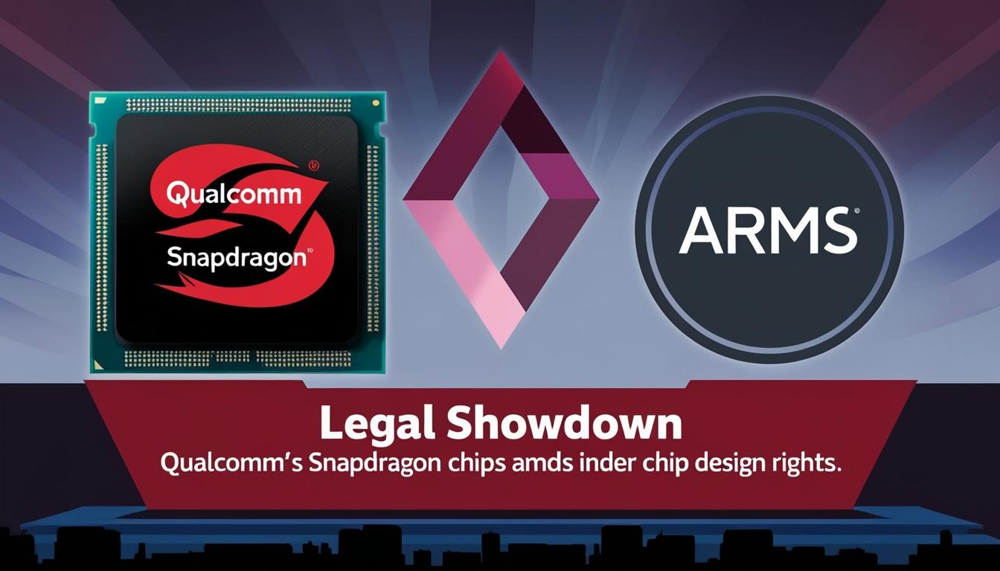 Qualcomm®
Snapdragon®
ARMS®
Legal Showdown
Qualcomm's Snapdragon chips amds inder chip design rights.